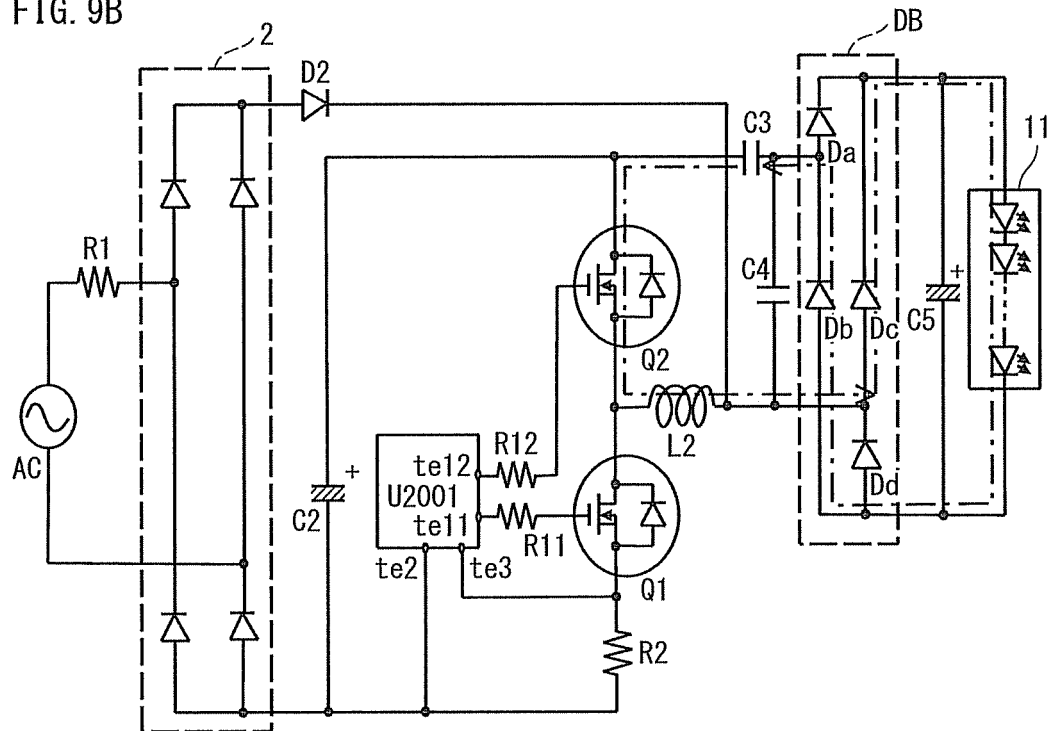 FIG. 9B
2
DB
D2
11
C3
Da
R1
C4
+
Db
Dc
C5
Q2
AC
L2
R12
te12
+
U2001
Dd
C2
te11
R11
te2
te3
Q1
R2